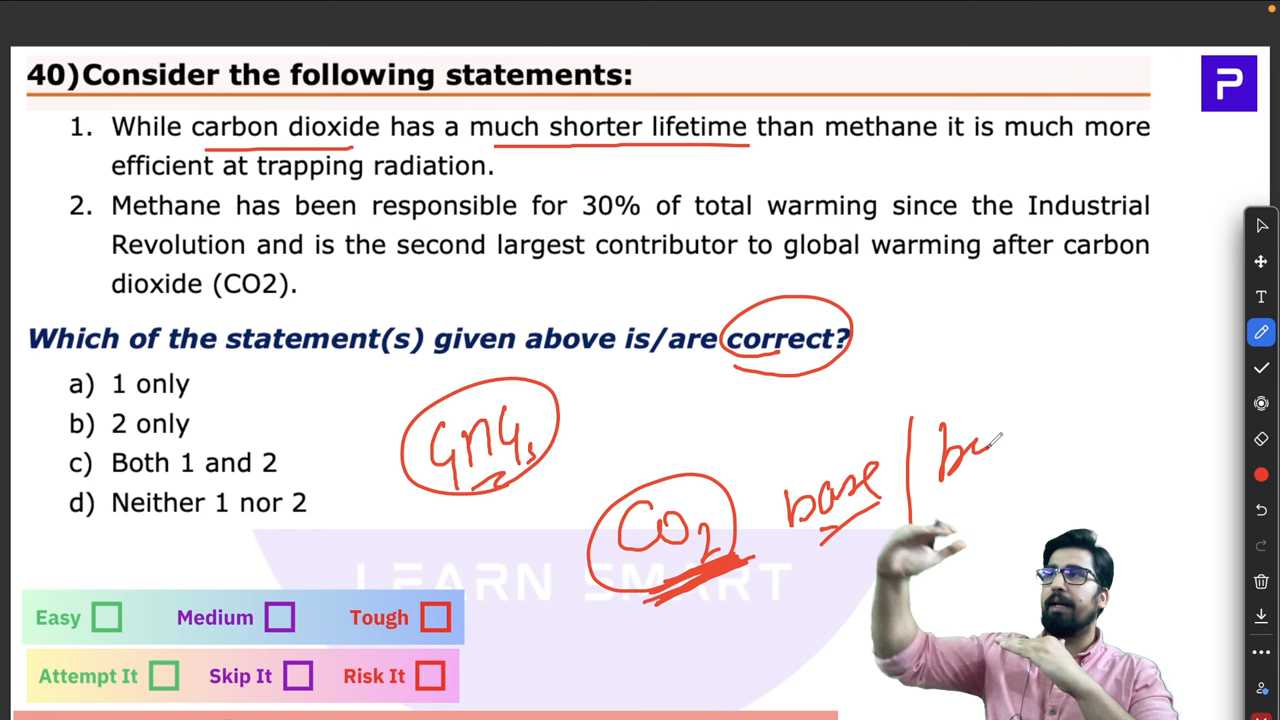 40)Consider the following statements:
P
1. While carbon dioxide has a much shorter lifetime than methane it is much more
efficient at trapping radiation.
2. Methane has been responsible for 30% of total warming since the Industrial
Revolution and is the second largest contributor to global warming after carbon
dioxide (CO2).
Which of the statement(s) given above is/are correct?
a) 1 only
b) 2 only
c) Both 1 and 2
d) Neither 1 nor 2
GHGs
CO2 base
LEARN SMART
Easy Medium Tough
Attempt It Skip It Risk It
T